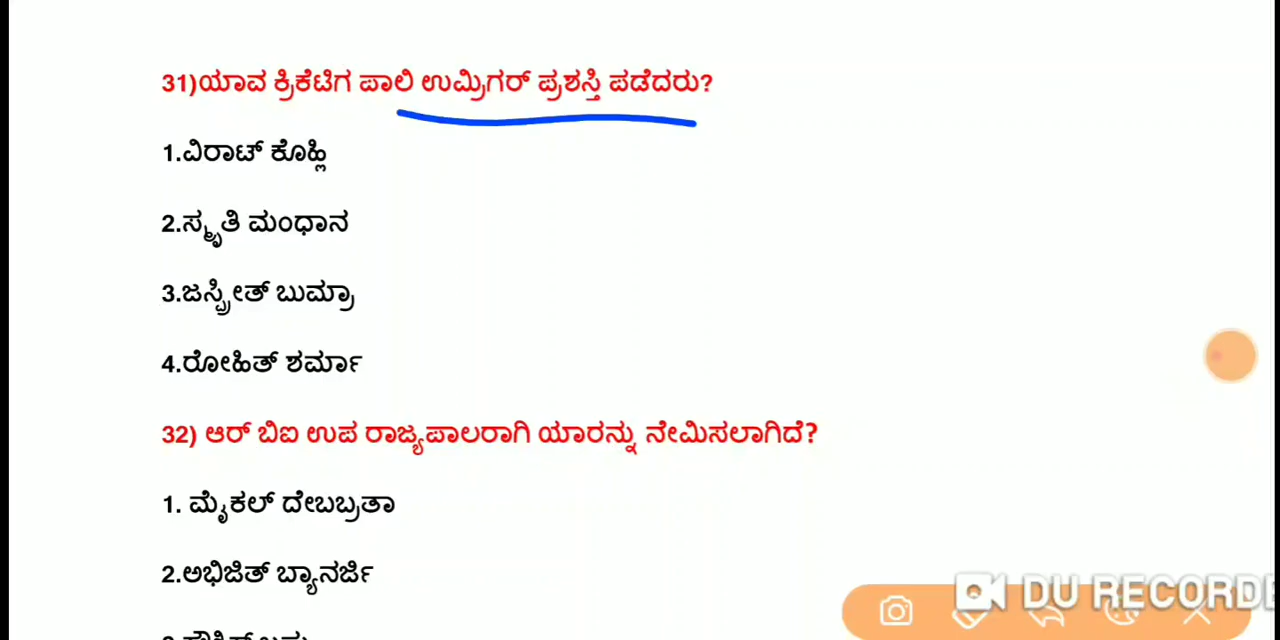 31)ಯಾವ ಕ್ರಿಕೆಟಿಗ ಪಾಲಿ ಉಮ್ರಿಗರ್ ಪ್ರಶಸ್ತಿ ಪಡೆದರು?
1.ವಿರಾಟ್ ಕೊಹ್ಲಿ
2.ಸ್ಮೃತಿ ಮಂಧಾನ
3.ಜಸ್ಪ್ರೀತ್ ಬುಮ್ರಾ
4.ರೋಹಿತ್ ಶರ್ಮಾ
32) ಆರ್ ಬಿಐ ಉಪ ರಾಜ್ಯಪಾಲರಾಗಿ ಯಾರನ್ನು ನೇಮಿಸಲಾಗಿದೆ?
1. ಮೈಕಲ್ ದೇಬಬ್ರತಾ
2.ಅಭಿಜಿತ್ ಬ್ಯಾನರ್ಜಿ
DU RECORDE